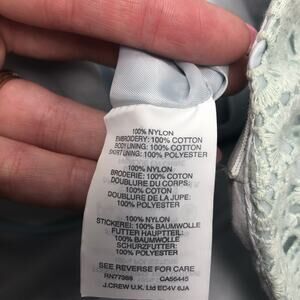 100% NYLON
EMBROIDERY: 100% COTTON
BODY LINING: 100% COTTON
SKIRT LINING: 100% POLYESTER
100% NYLON
BRODERIE: 100% COTON
DOUBLURE DU CORPS:
100% COTON
DOUBLURE DE LA JUPE:
100% POLYESTER
100% NYLON
STICKEREI: 100% BAUMWOLLE
FUTTER HAUPTTEIL:
100% BAUMWOLLE
SCHURZFUTTER:
100% POLYESTER
SEE REVERSE FOR CARE
RN77388 CA56445
J.CREW U.K. Ltd EC4V 6JA